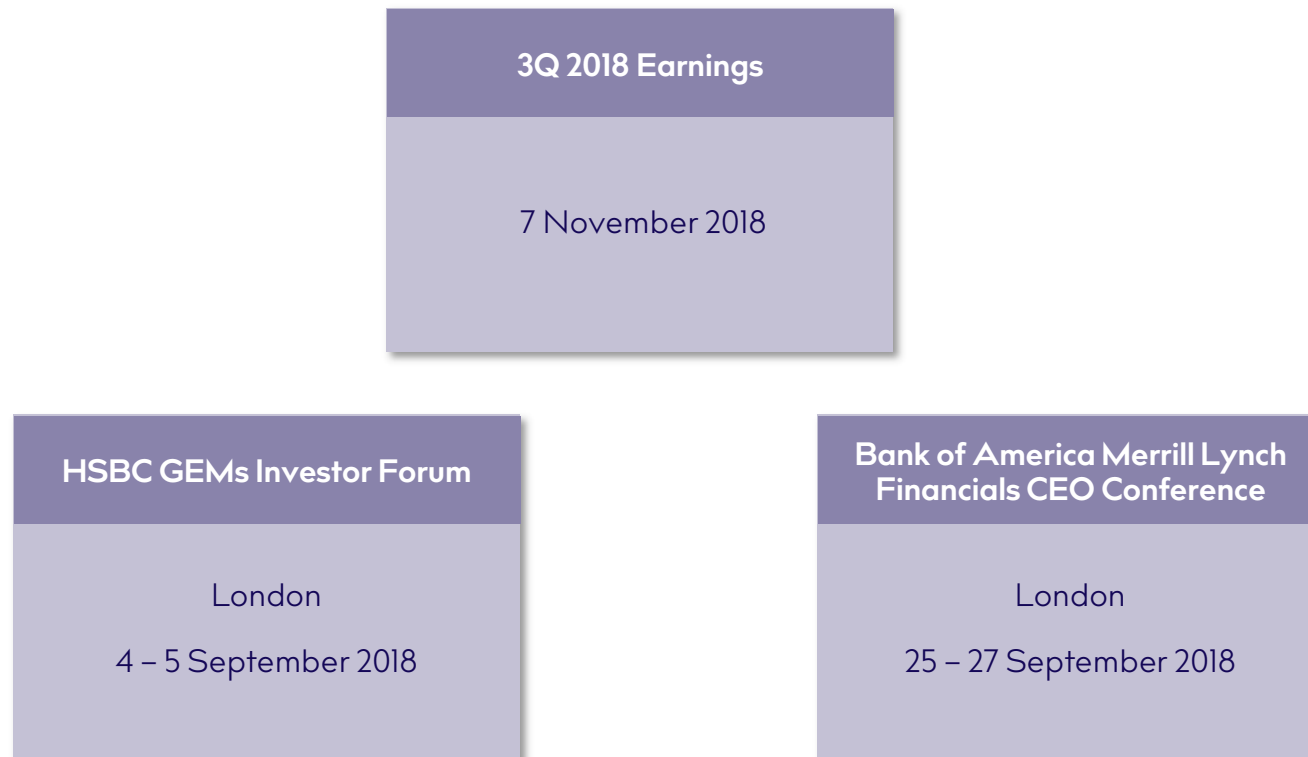 3Q 2018 Earnings
7 November 2018
HSBC GEMs Investor Forum
London
4 – 5 September 2018
Bank of America Merrill Lynch
Financials CEO Conference
London
25 – 27 September 2018